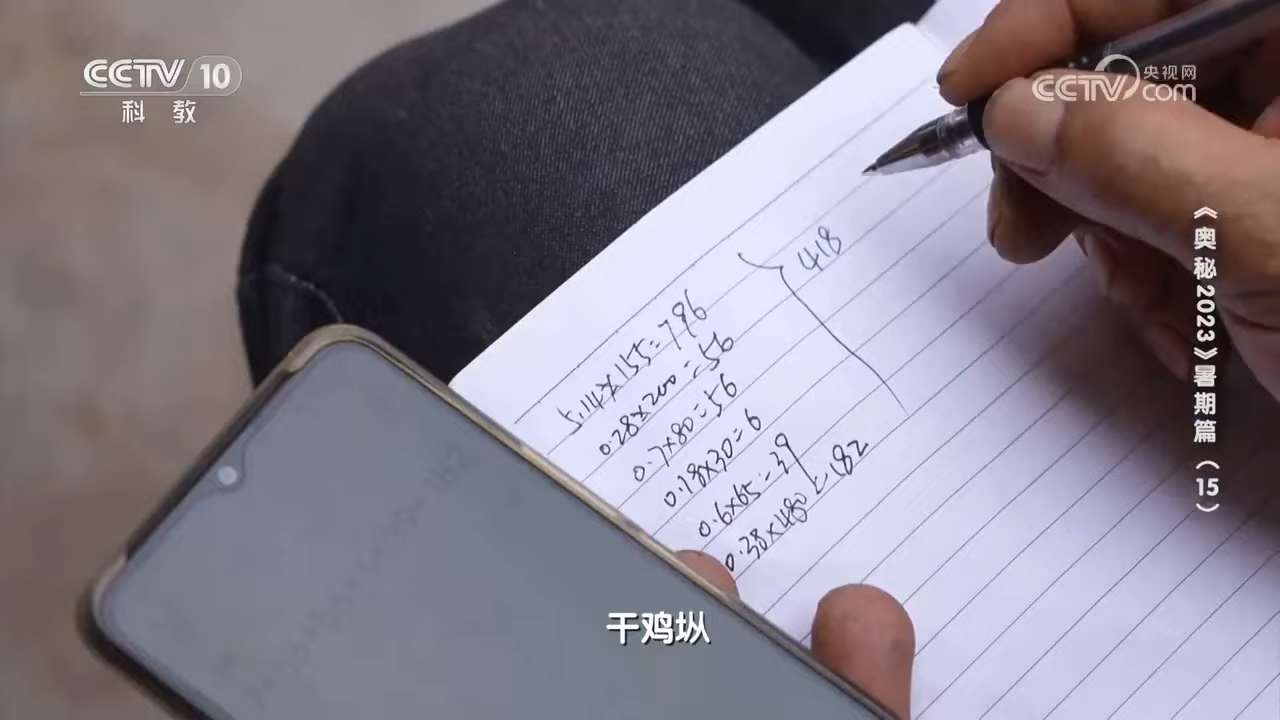 CCTV 10
科教
央视网
CCTV.com
《奥秘2023》暑期篇（15）
418
5.14×155=796
0.28×200=56
0.7×80=56
0.18×30=6
0.6×65=39
0.38×480=182
干鸡枞